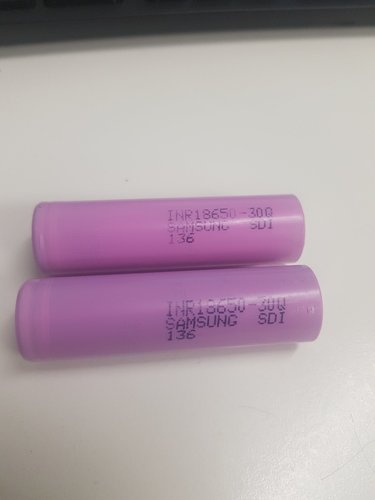 INR18650-30Q
SAMSUNG SDI
136
INR18650-30Q
SAMSUNG SDI
136